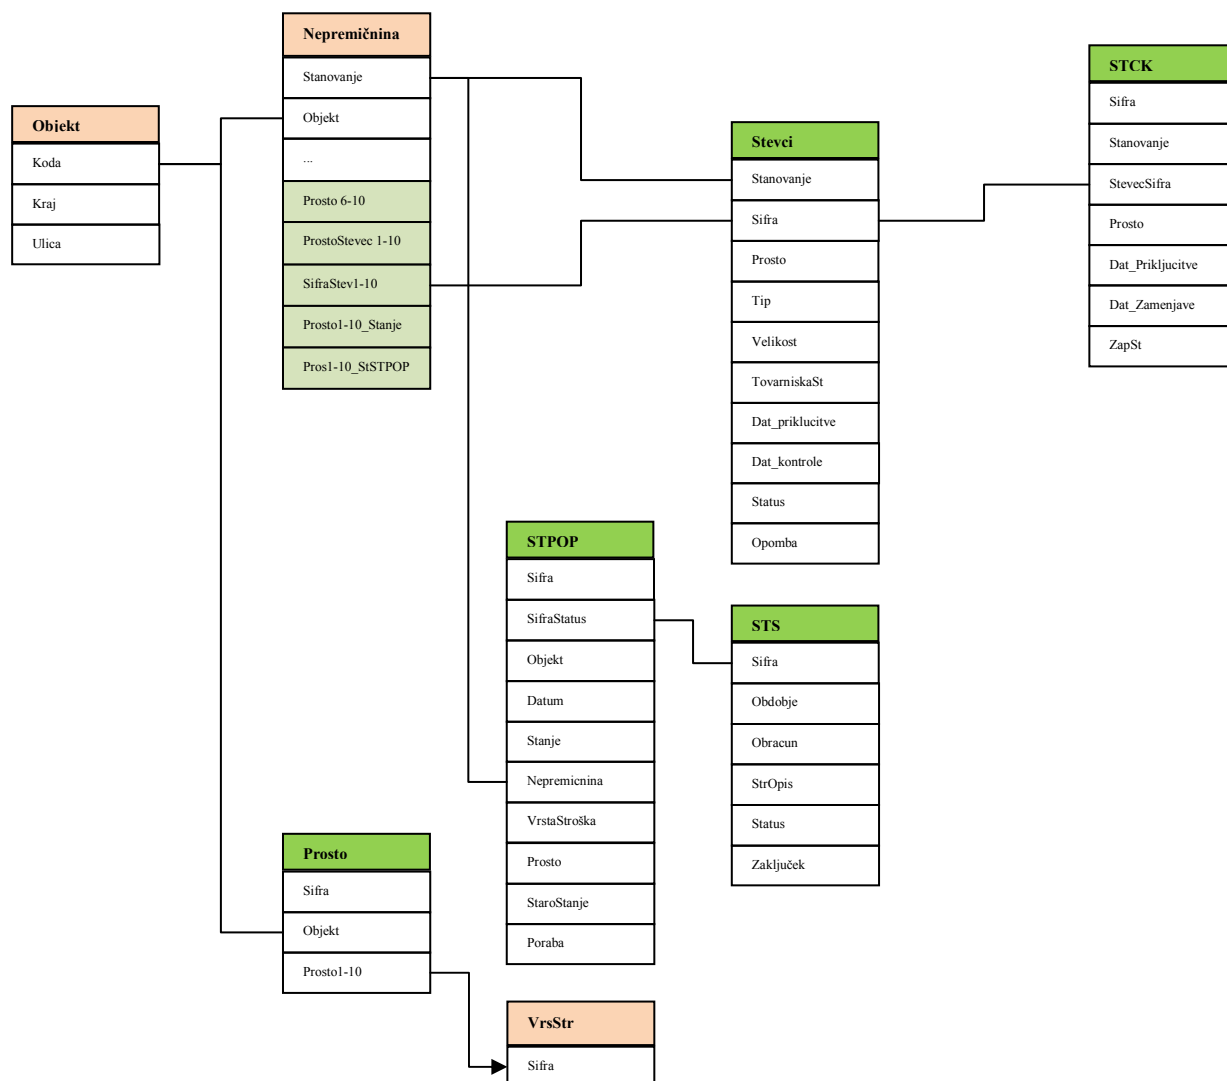 Objekt
Koda
Kraj
Ulica
Nepremičnina
Stanovanje
Objekt
...
Prosto 6-10
ProstoStevec 1-10
SifraStev1-10
Prosto1-10_Stanje
Pros1-10_StSTPOP
Stevci
Stanovanje
Sifra
Prosto
Tip
Velikost
TovarniskaSt
Dat_priklucitve
Dat_kontrole
Status
Opomba
STCK
Sifra
Stanovanje
StevecSifra
Prosto
Dat_Prikljucitve
Dat_Zamenjave
ZapSt
STPOP
Sifra
SifraStatus
Objekt
Datum
Stanje
Nepremicnina
VrstaStroška
Prosto
StaroStanje
Poraba
STS
Sifra
Obdobje
Obracun
StrOpis
Status
Zaključek
Prosto
Sifra
Objekt
Prosto1-10
VrsStr
Sifra